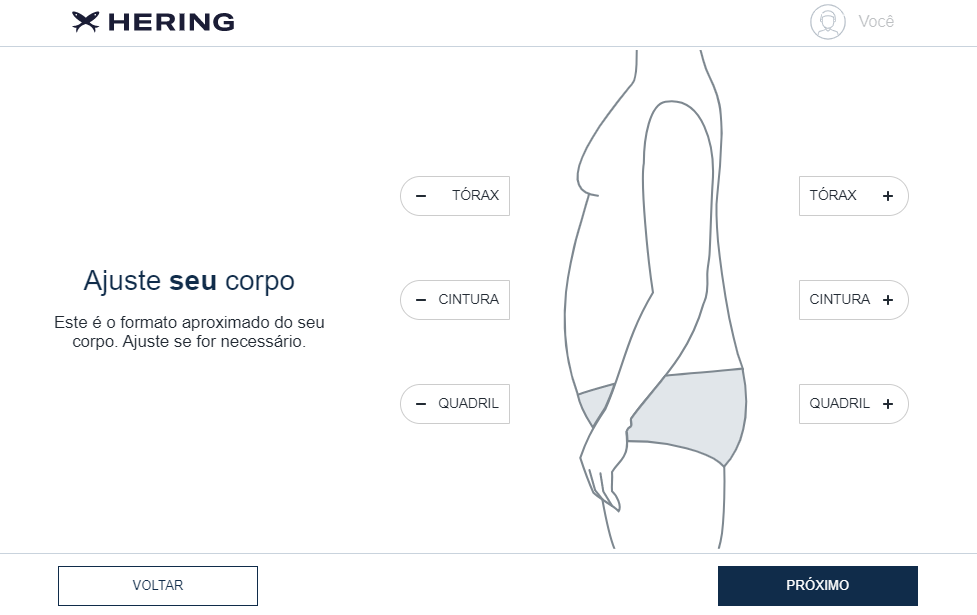 HERING
Você
Ajuste seu corpo
Este é o formato aproximado do seu
corpo. Ajuste se for necessário.
− TÓRAX
TÓRAX +
− CINTURA
CINTURA +
− QUADRIL
QUADRIL +
VOLTAR
PRÓXIMO